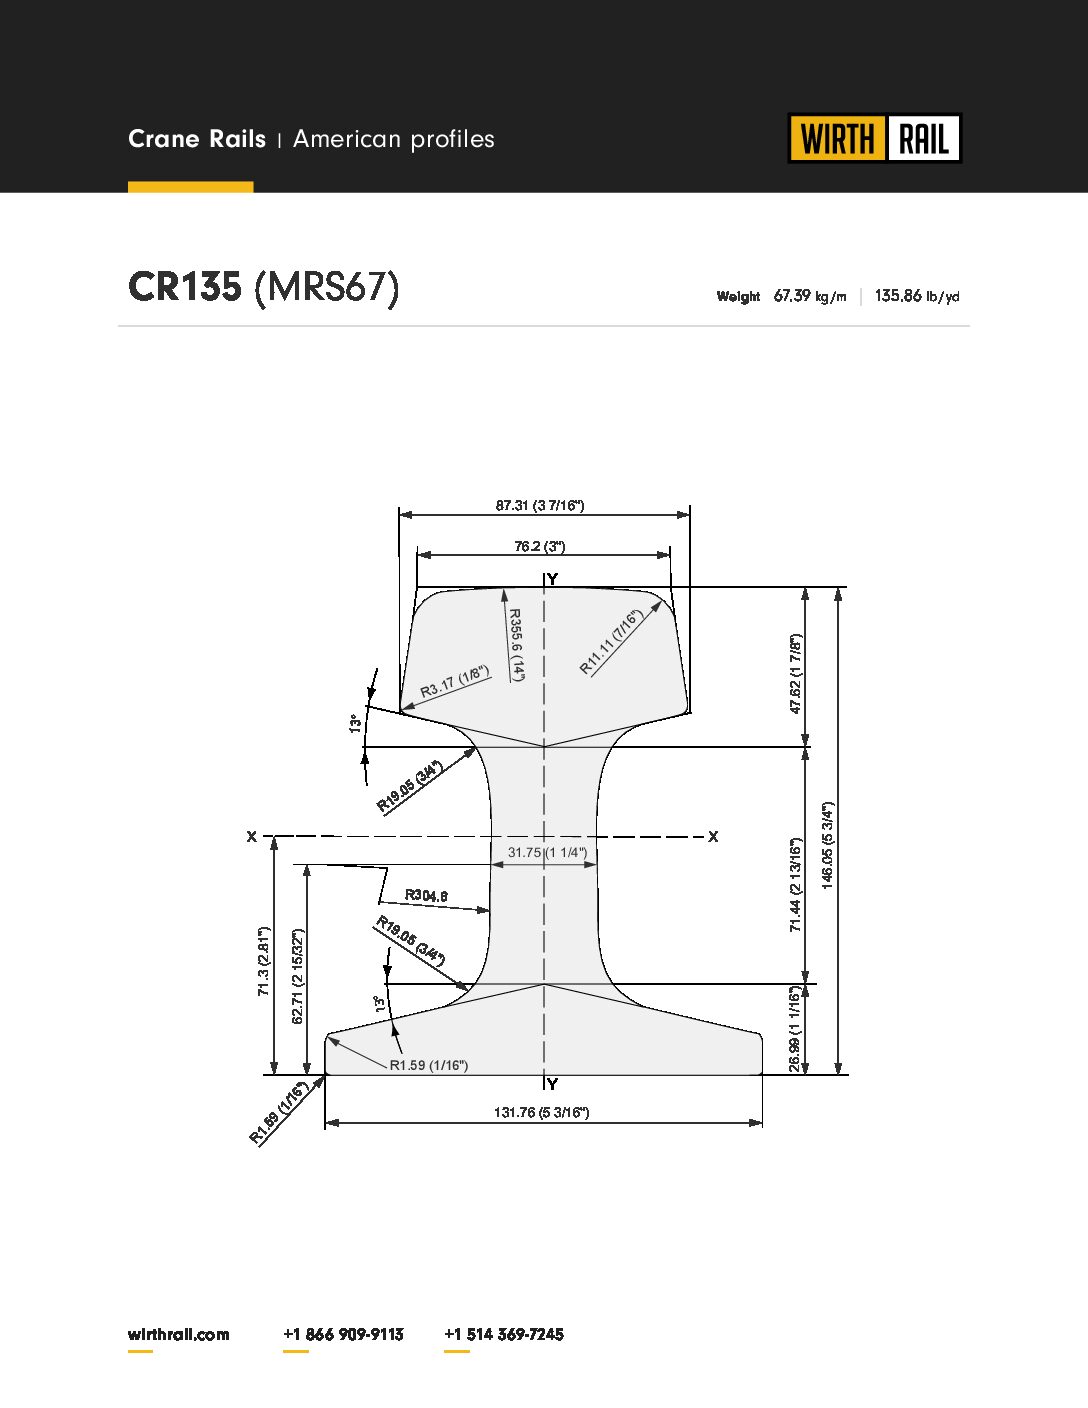 Crane Rails | American profiles
WIRTH RAIL
CR135 (MRS67)
Weight 67.39 kg/m | 135.86 lb/yd
87.31 (3 7/16")
76.2 (3")
Y
R355.6 (14")
R11.11 (7/16")
R3.17 (1/8")
47.62 (1 7/8")
13°
R19.05 (3/4")
X
X
31.75 (1 1/4")
146.05 (5 3/4")
71.44 (2 13/16")
R304.8
R19.05 (3/4")
71.3 (2.81")
62.71 (2 15/32")
13°
26.99 (1 1/16")
R1.59 (1/16")
Y
R1.59 (1/16")
131.76 (5 3/16")
wirthrail.com +1 866 909-9113 +1 514 369-7245